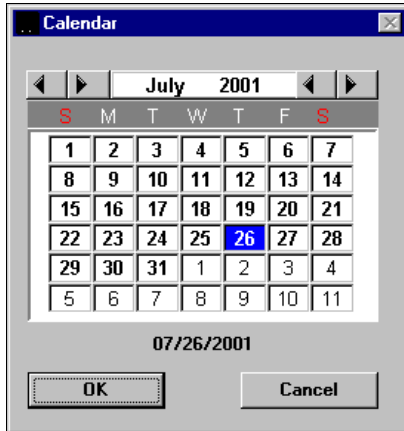 Calendar
July 2001
S M T W T F S
1 2 3 4 5 6 7
8 9 10 11 12 13 14
15 16 17 18 19 20 21
22 23 24 25 26 27 28
29 30 31 1 2 3 4
5 6 7 8 9 10 11
07/26/2001
OK Cancel